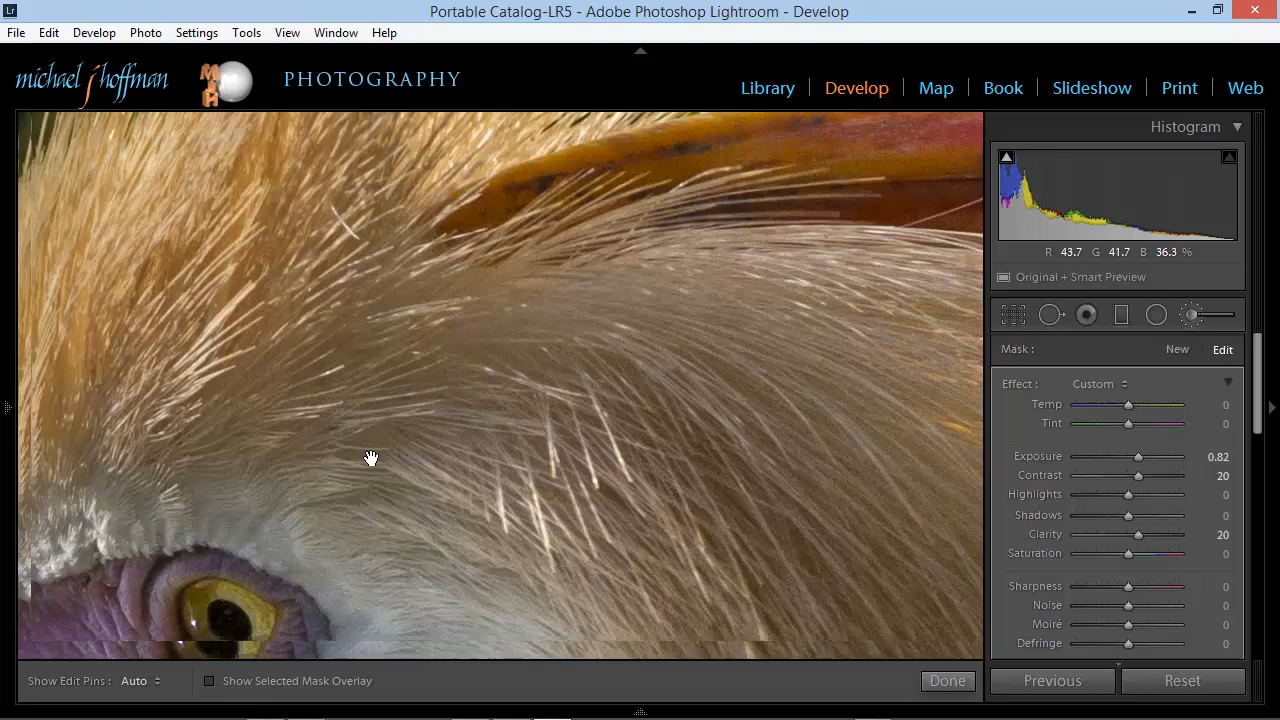 Lr Portable Catalog-LR5 - Adobe Photoshop Lightroom - Develop
File Edit Develop Photo Settings Tools View Window Help
michael j hoffman MJH PHOTOGRAPHY
Library Develop Map Book Slideshow Print Web
Histogram
R 43.7 G 41.7 B 36.3 %
Original + Smart Preview
Mask : New Edit
Effect : Custom
Temp 0
Tint 0
Exposure 0.82
Contrast 20
Highlights 0
Shadows 0
Clarity 20
Saturation 0
Sharpness 0
Noise 0
Moiré 0
Defringe 0
Show Edit Pins : Auto Show Selected Mask Overlay Done Previous Reset